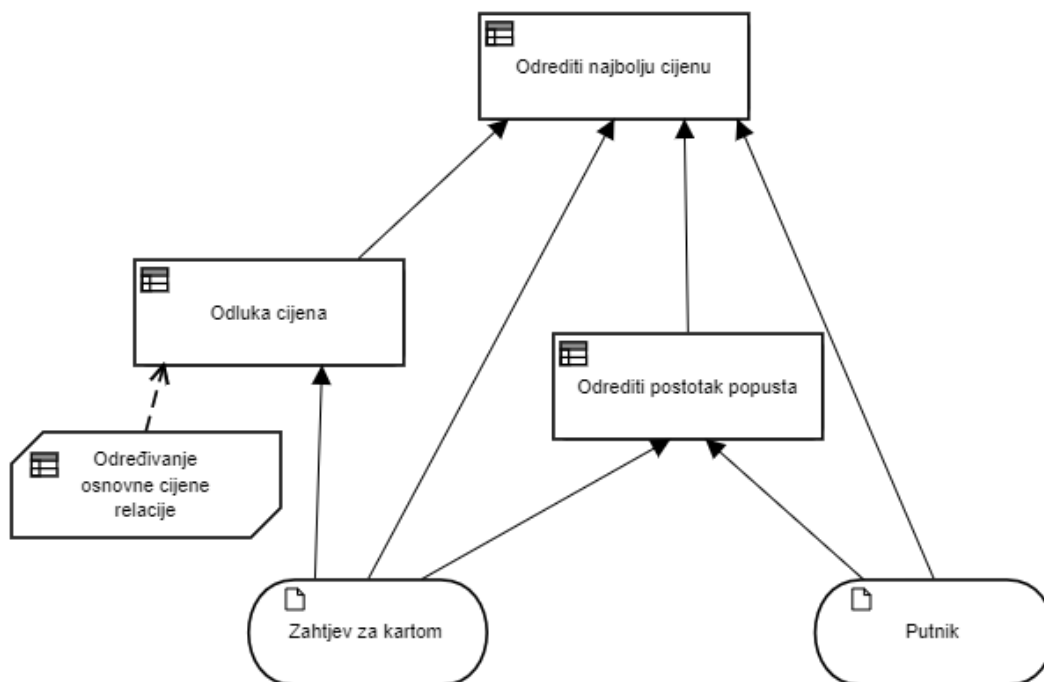 Odrediti najbolju cijenu
Odluka cijena
Odrediti postotak popusta
Određivanje
osnovne cijene
relacije
Zahtjev za kartom
Putnik